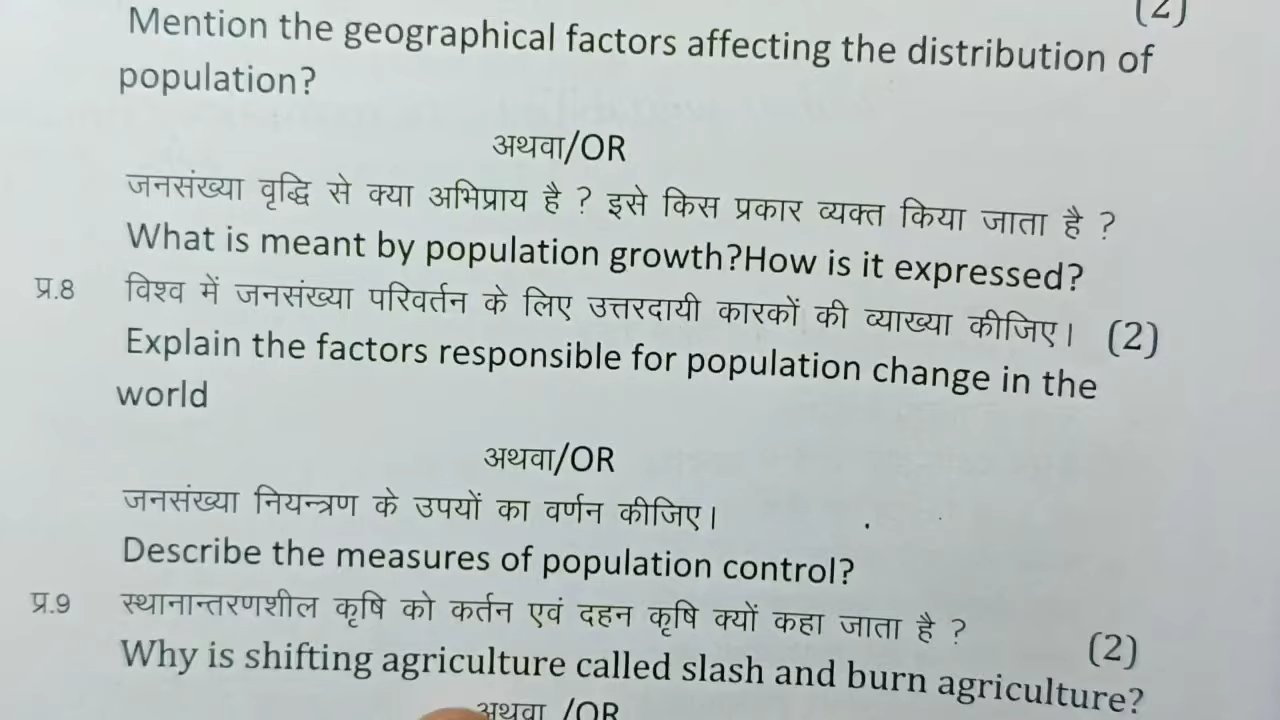 (2)
Mention the geographical factors affecting the distribution of
population?
अथवा/OR
जनसंख्या वृद्धि से क्या अभिप्राय है ? इसे किस प्रकार व्यक्त किया जाता है ?
What is meant by population growth?How is it expressed?
प्र.8 विश्व में जनसंख्या परिवर्तन के लिए उत्तरदायी कारकों की व्याख्या कीजिए। (2)
Explain the factors responsible for population change in the
world
अथवा/OR
जनसंख्या नियन्त्रण के उपयों का वर्णन कीजिए।
Describe the measures of population control?
प्र.9 स्थानान्तरणशील कृषि को कर्तन एवं दहन कृषि क्यों कहा जाता है ? (2)
Why is shifting agriculture called slash and burn agriculture?
अथवा /OR